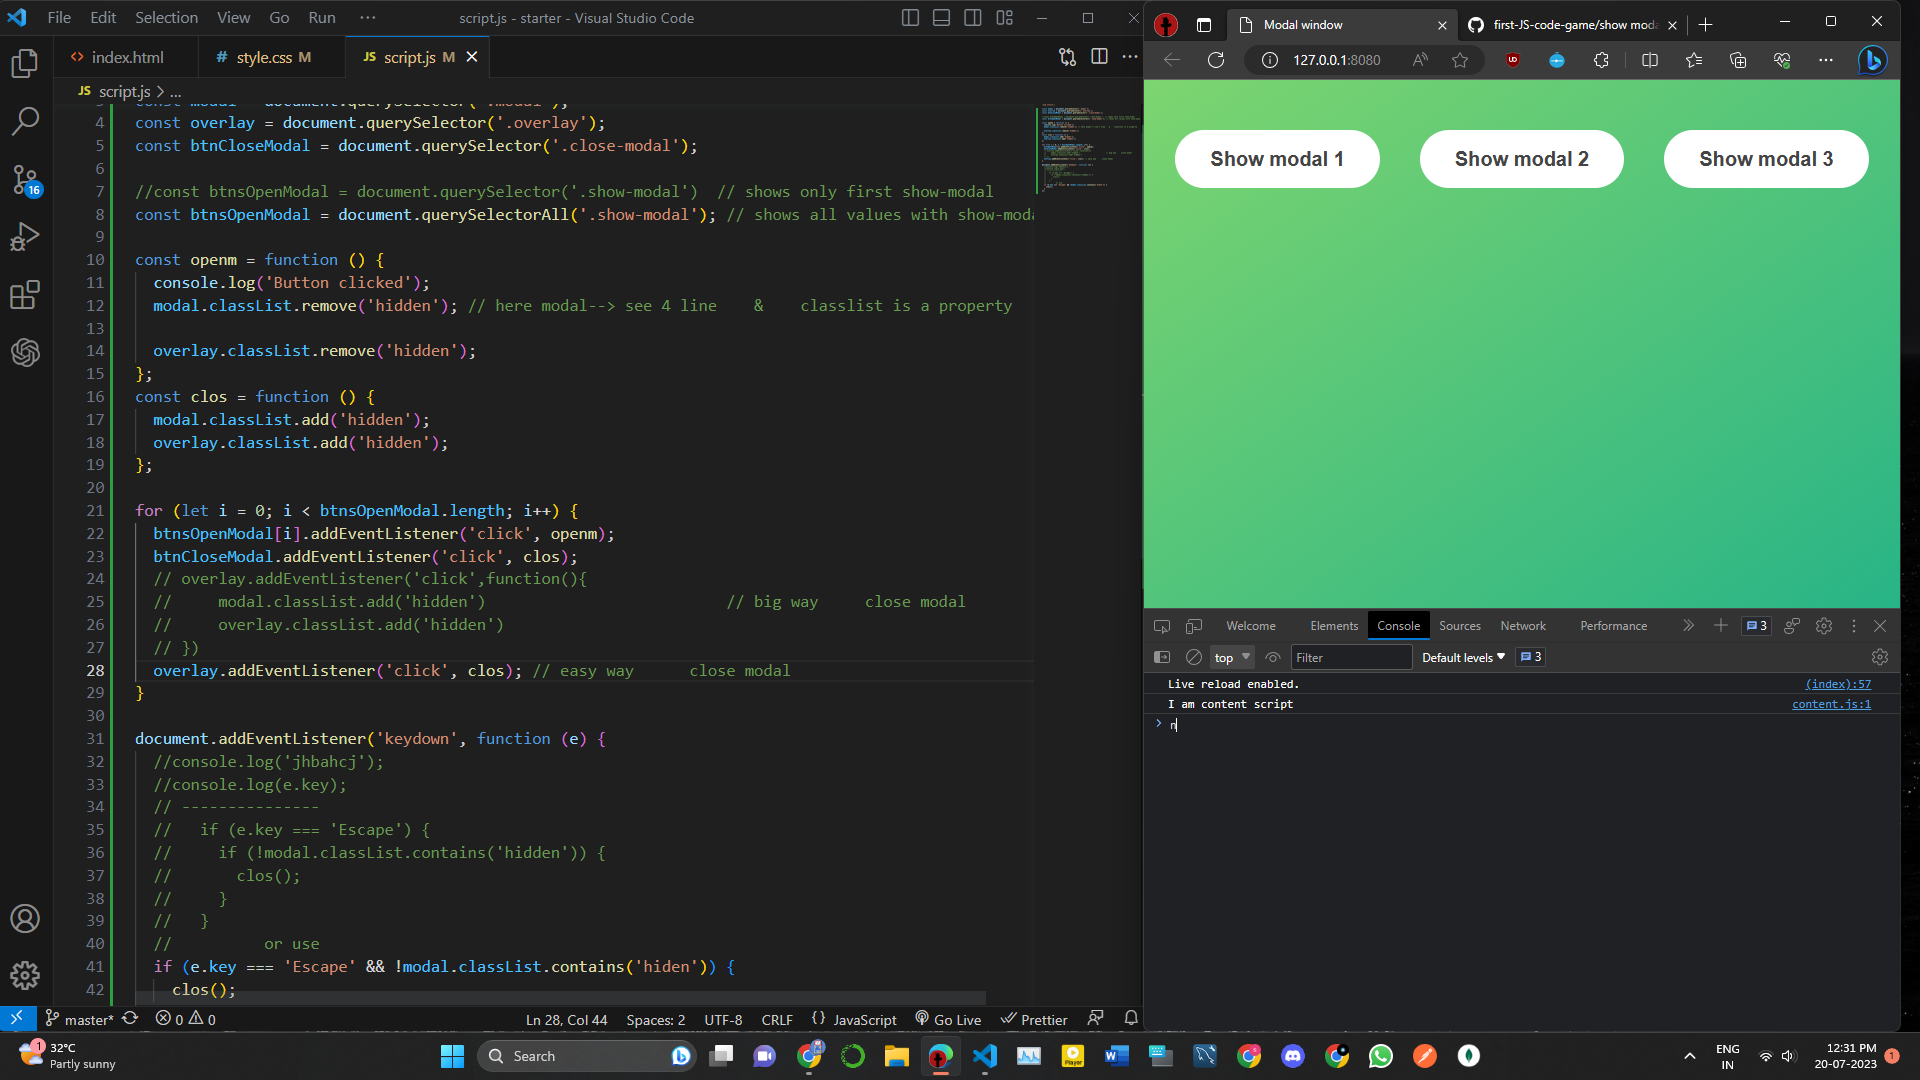 File Edit Selection View Go Run ··· script.js - starter - Visual Studio Code
index.html style.css M script.js M
JS script.js > ...
4 const overlay = document.querySelector('.overlay');
5 const btnCloseModal = document.querySelector('.close-modal');
6
7 //const btnsOpenModal = document.querySelector('.show-modal')  // shows only first show-modal
8 const btnsOpenModal = document.querySelectorAll('.show-modal'); // shows all values with show-moda
9
10 const openm = function () {
11 console.log('Button clicked');
12 modal.classList.remove('hidden'); // here modal--> see 4 line    &    classlist is a property
13
14 overlay.classList.remove('hidden');
15 };
16 const clos = function () {
17 modal.classList.add('hidden');
18 overlay.classList.add('hidden');
19 };
20
21 for (let i = 0; i < btnsOpenModal.length; i++) {
22 btnsOpenModal[i].addEventListener('click', openm);
23 btnCloseModal.addEventListener('click', clos);
24 // overlay.addEventListener('click',function(){
25 //     modal.classList.add('hidden')                          // big way     close modal
26 //     overlay.classList.add('hidden')
27 // })
28 overlay.addEventListener('click', clos); // easy way      close modal
29 }
30
31 document.addEventListener('keydown', function (e) {
32 //console.log('jhbahcj');
33 //console.log(e.key);
34 // ---------------
35 //   if (e.key === 'Escape') {
36 //     if (!modal.classList.contains('hidden')) {
37 //       clos();
38 //     }
39 //   }
40 //          or use
41 if (e.key === 'Escape' && !modal.classList.contains('hiden')) {
42 clos();
16
master* 0 0 Ln 28, Col 44 Spaces: 2 UTF-8 CRLF {} JavaScript Go Live Prettier
Modal window first-JS-code-game/show moda
127.0.0.1:8080
Show modal 1 Show modal 2 Show modal 3
Welcome Elements Console Sources Network Performance 3
top Filter Default levels 3
Live reload enabled. (index):57
I am content script content.js:1
> n
1 32°C
Partly sunny
Search
ENG
IN
12:31 PM
20-07-2023
1